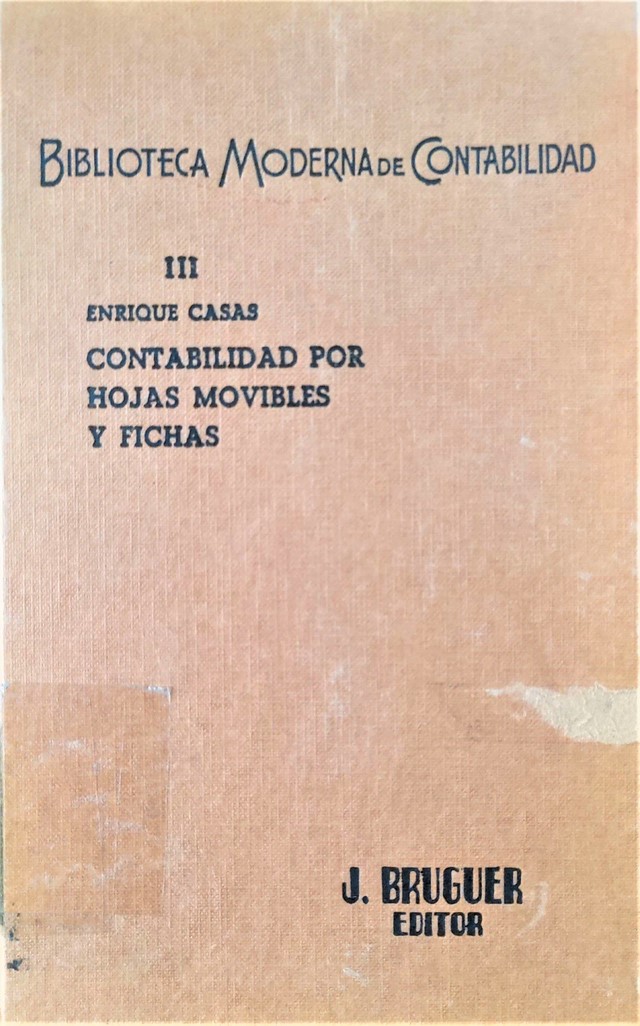 BIBLIOTECA MODERNA DE CONTABILIDAD
III
ENRIQUE CASAS
CONTABILIDAD POR
HOJAS MOVIBLES
Y FICHAS
J. BRUGUER
EDITOR